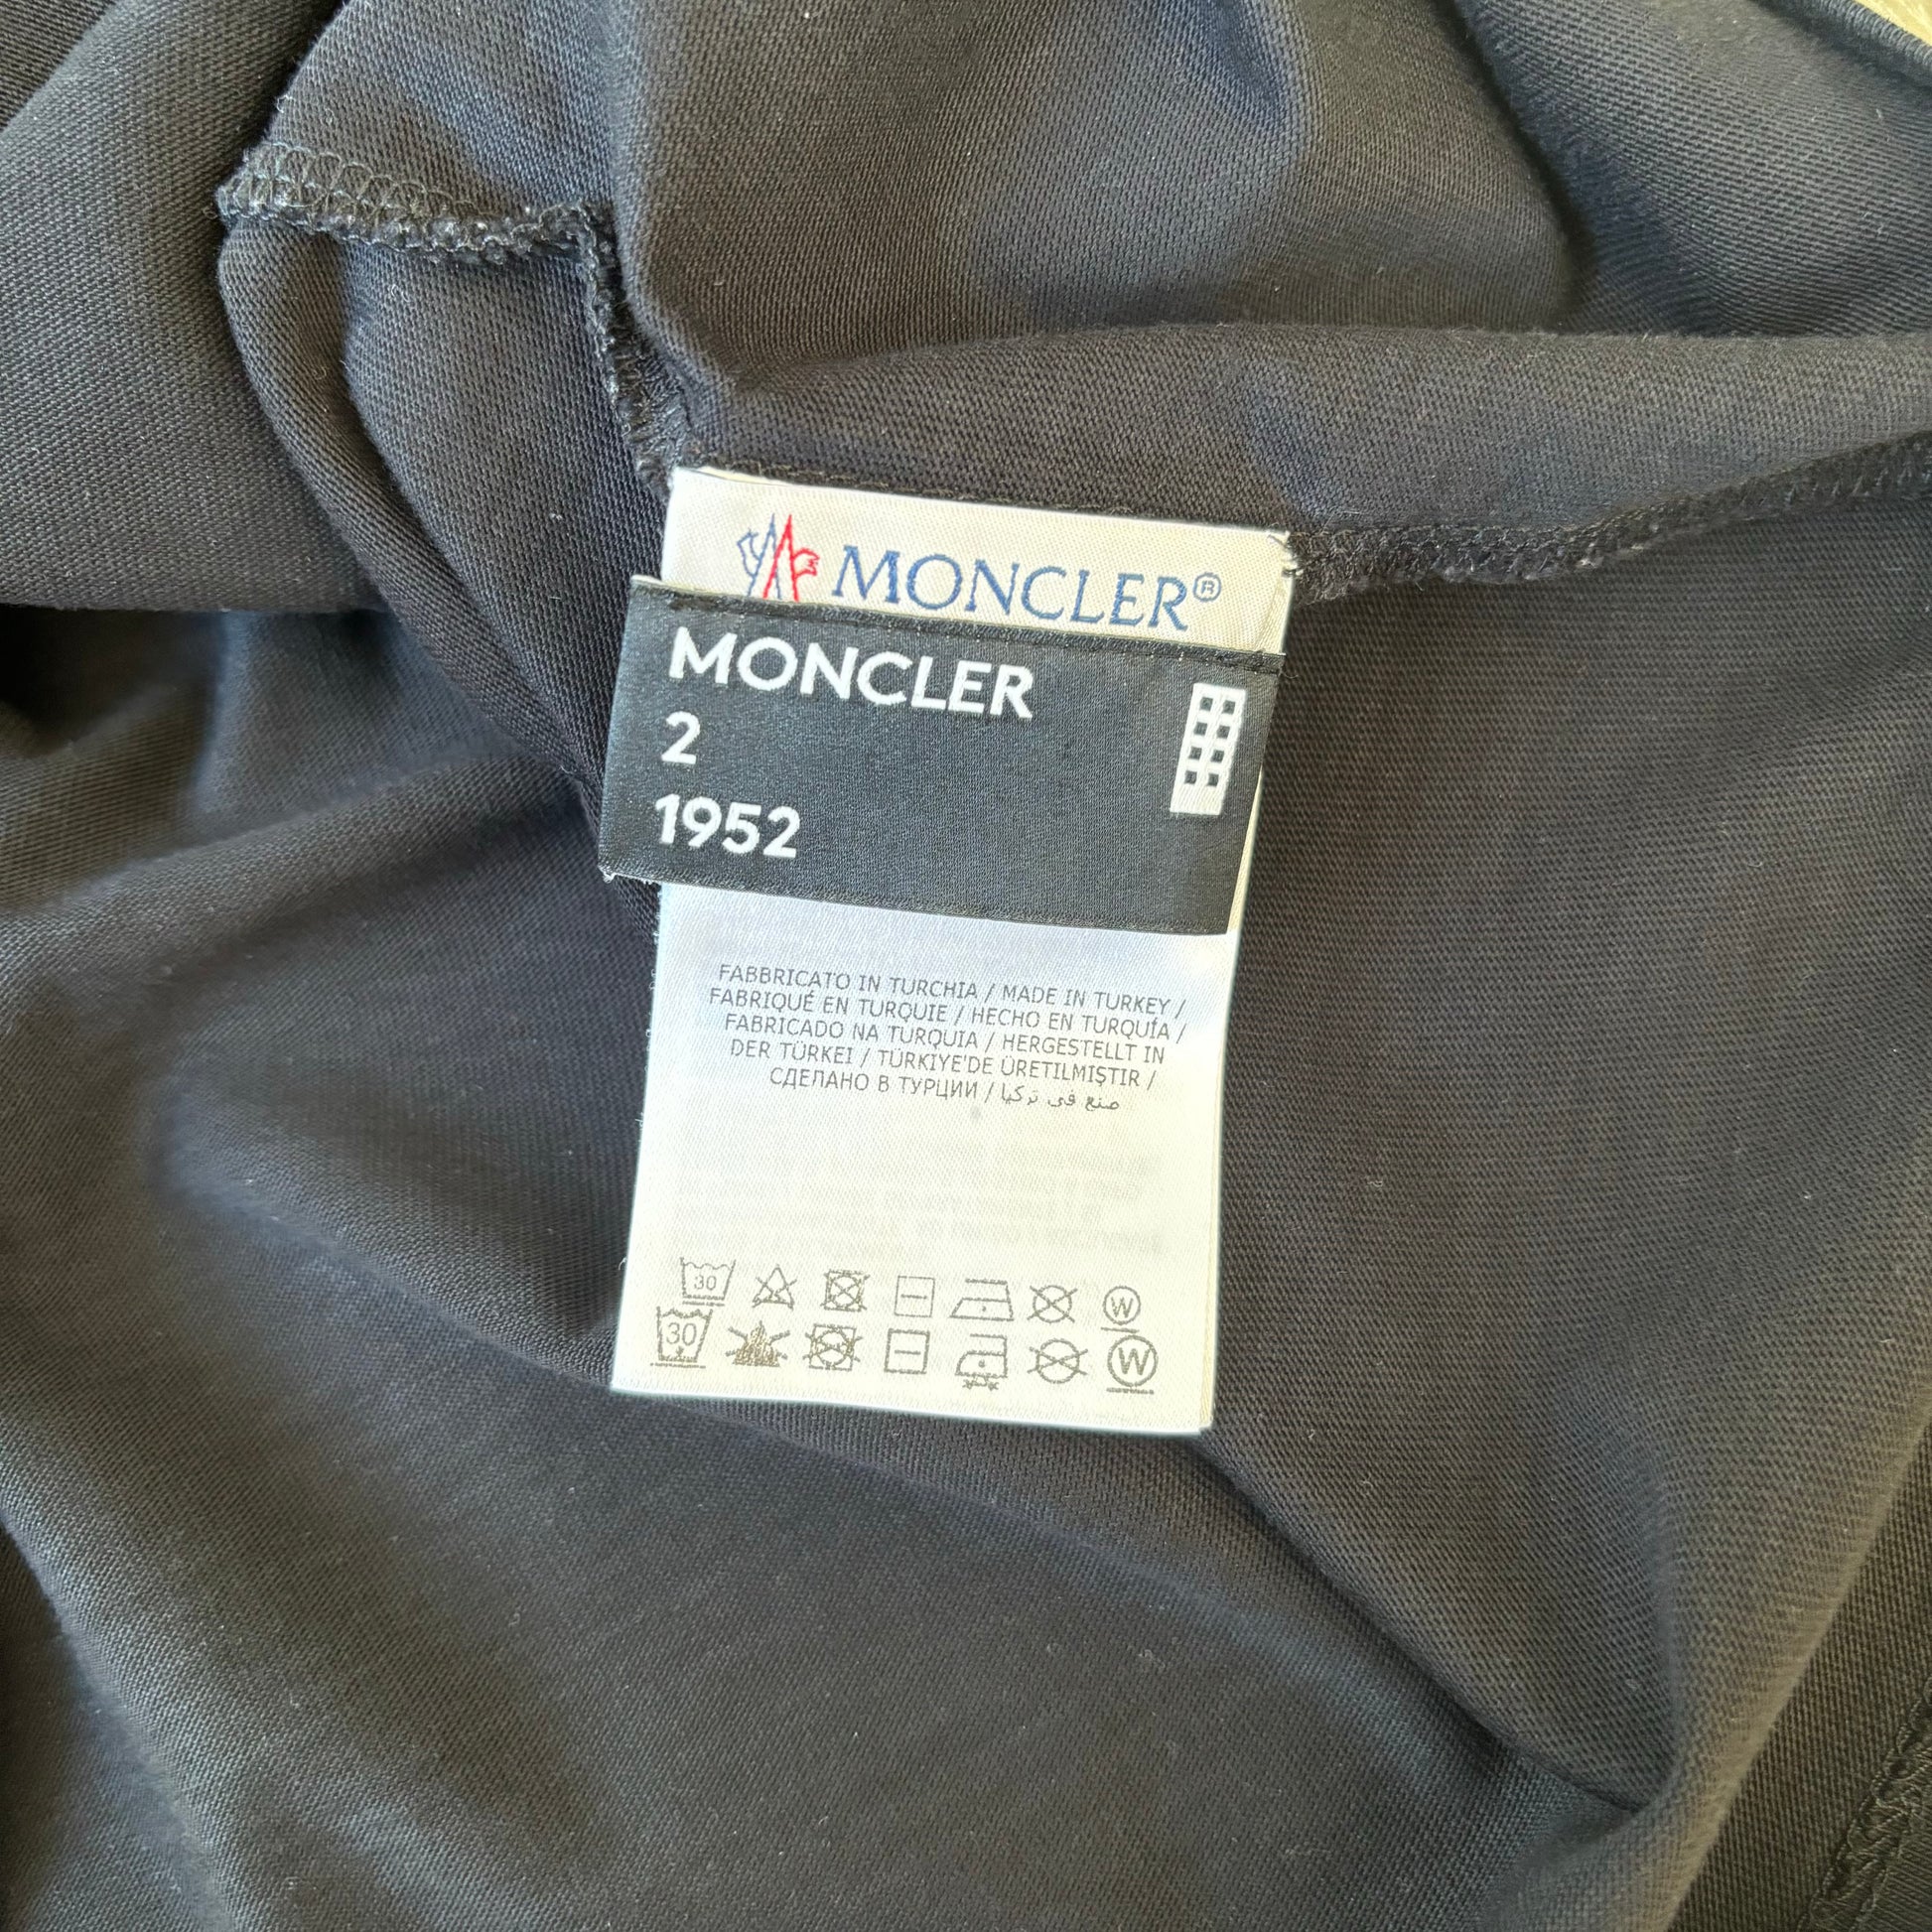 MONCLER®
MONCLER
2
1952
FABBRICATO IN TURCHIA / MADE IN TURKEY /
FABRIQUÉ EN TURQUIE / HECHO EN TURQUÍA /
FABRICADO NA TURQUIA / HERGESTELLT IN
DER TÜRKEI / TÜRKIYE'DE ÜRETILMIŞTIR /
СДЕЛАНО В ТУРЦИИ / صنع في تركيا
30 W
30 W